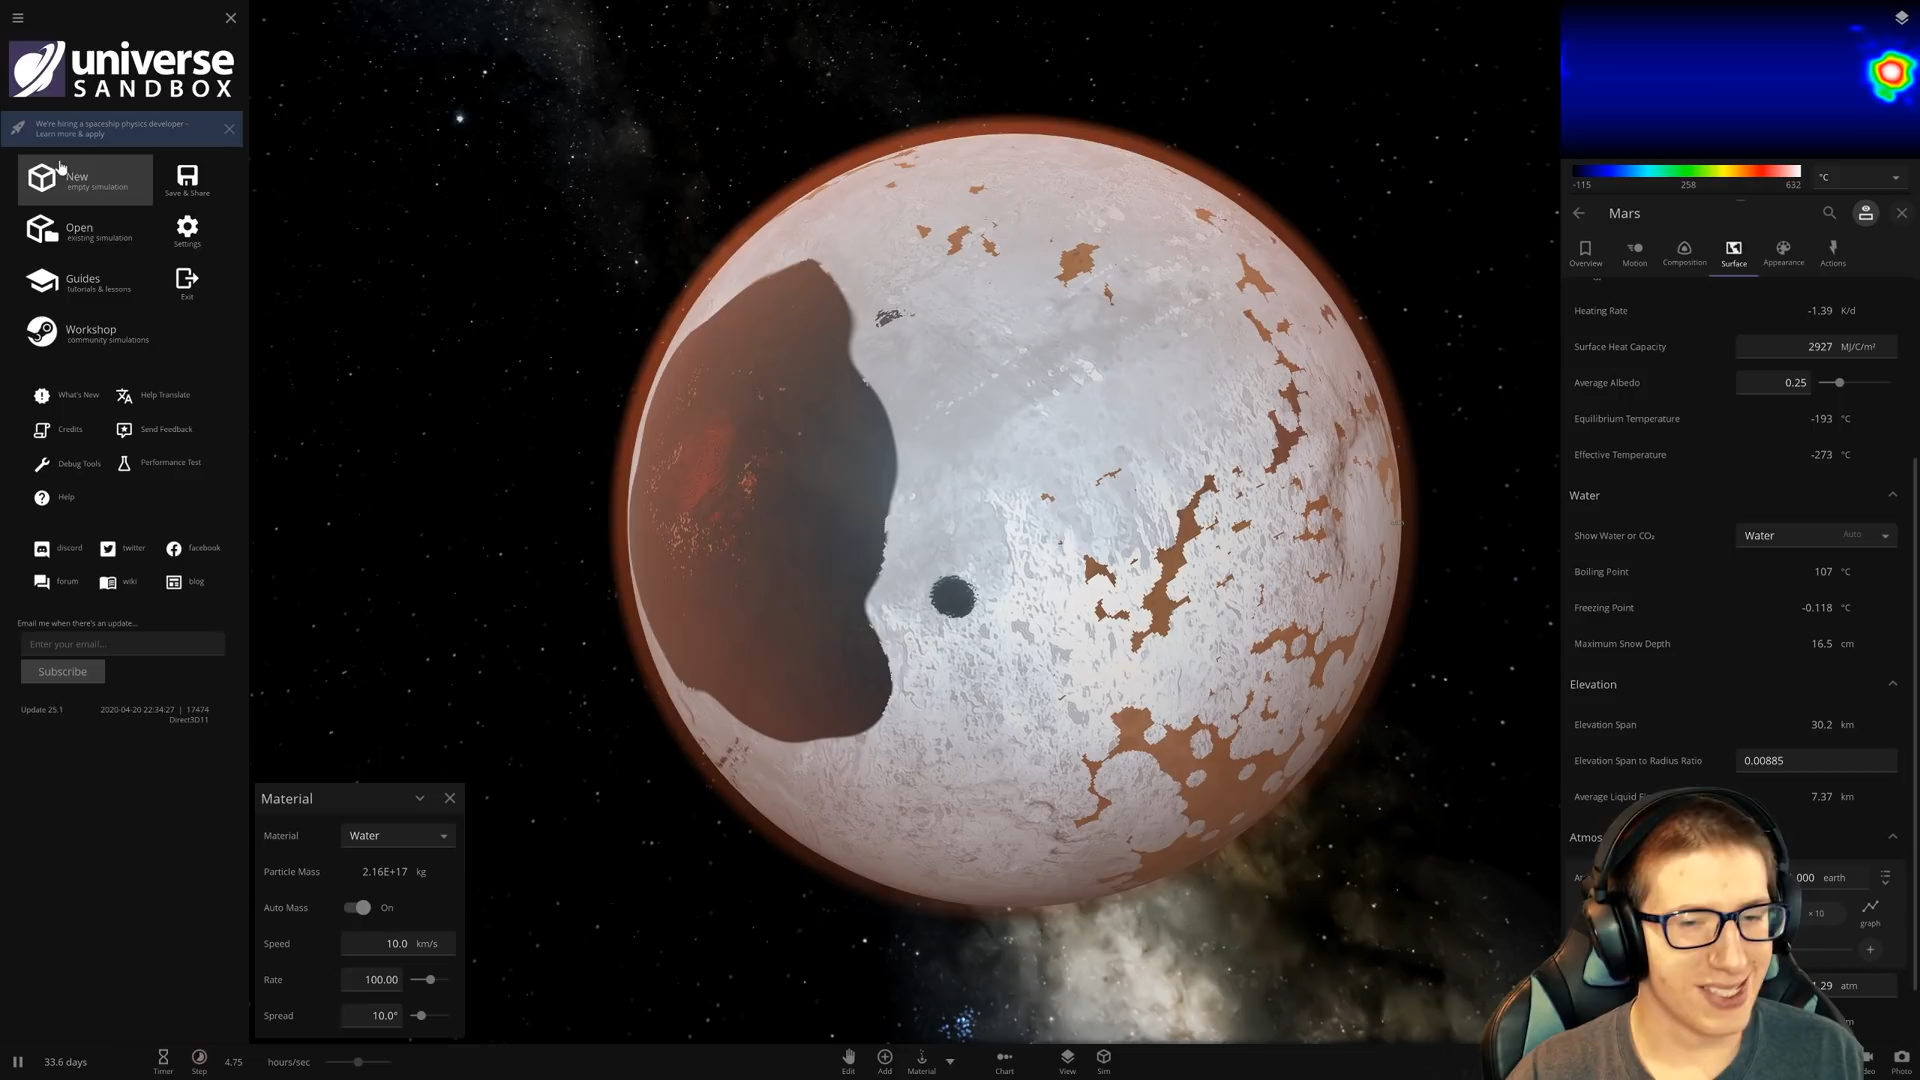 universe
SANDBOX
We're hiring a spaceship physics developer -
Learn more & apply
New
empty simulation
Save & Share
Open
existing simulation
Settings
Guides
tutorials & lessons
Exit
Workshop
community simulations
What's New
Help Translate
Credits
Send Feedback
Debug Tools
Performance Test
Help
discord
twitter
facebook
forum
wiki
blog
Email me when there's an update...
Enter your email...
Subscribe
Update 25.1
2020-04-20 22:34:27 | 17474
Direct3D11
Material
Material
Water
Particle Mass
2.16E+17 kg
Auto Mass
On
Speed
10.0 km/s
Rate
100.00
Spread
10.0°
33.6 days
Timer
Step
4.75
hours/sec
Edit
Add
Material
Chart
View
Sim
-115
258
632
°C
Mars
Overview
Motion
Composition
Surface
Appearance
Actions
Heating Rate
-1.39 K/d
Surface Heat Capacity
2927 MJ/C/m²
Average Albedo
0.25
Equilibrium Temperature
-193 °C
Effective Temperature
-273 °C
Water
Show Water or CO₂
Water
Auto
Boiling Point
107 °C
Freezing Point
-0.118 °C
Maximum Snow Depth
16.5 cm
Elevation
Elevation Span
30.2 km
Elevation Span to Radius Ratio
0.00885
Average Liquid
7.37 km
earth
× 10
graph
atm
Photo